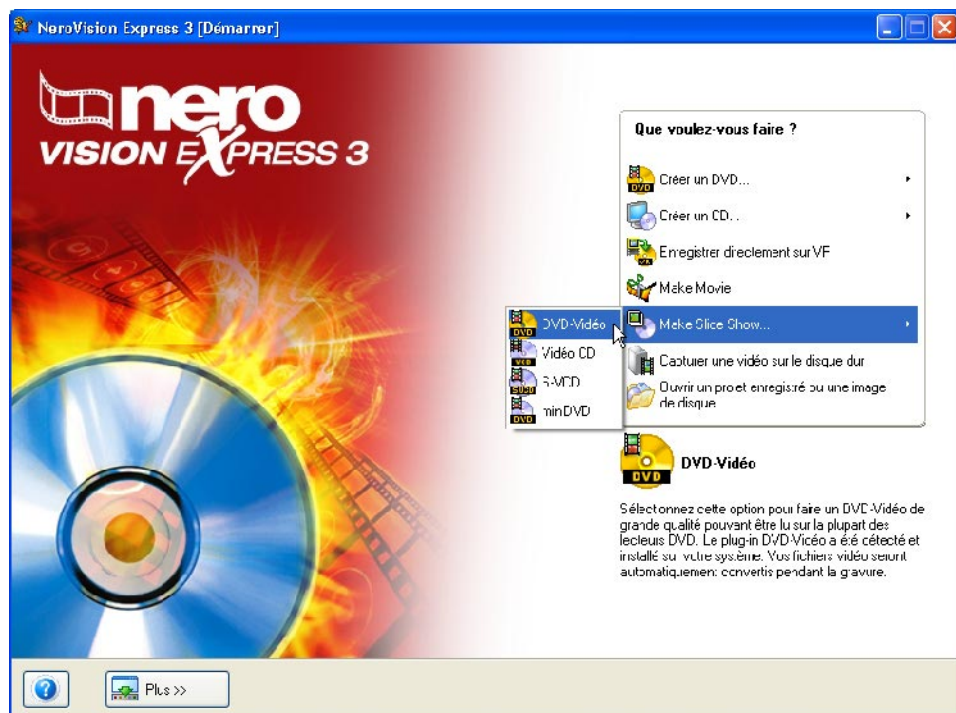 NeroVision Express 3 [Démarrer]
nero
VISION EXPRESS 3
Que voulez-vous faire ?
Créer un DVD...
Créer un CD...
Enregistrer directement sur VF
Make Movie
Make Slice Show...
DVD-Vidéo
Vidéo CD
S-VCD
minDVD
Capturer une vidéo sur le disque dur
Ouvrir un projet enregistré ou une image
de disque
DVD-Vidéo
Sélectionnez cette option pour faire un DVD-Vidéo de
grande qualité pouvant être lu sur la plupart des
lecteurs DVD. Le plug-in DVD-Vidéo a été détecté et
installé sur votre système. Vos fichiers vidéo seront
automatiquement convertis pendant la gravure.
Plus >>